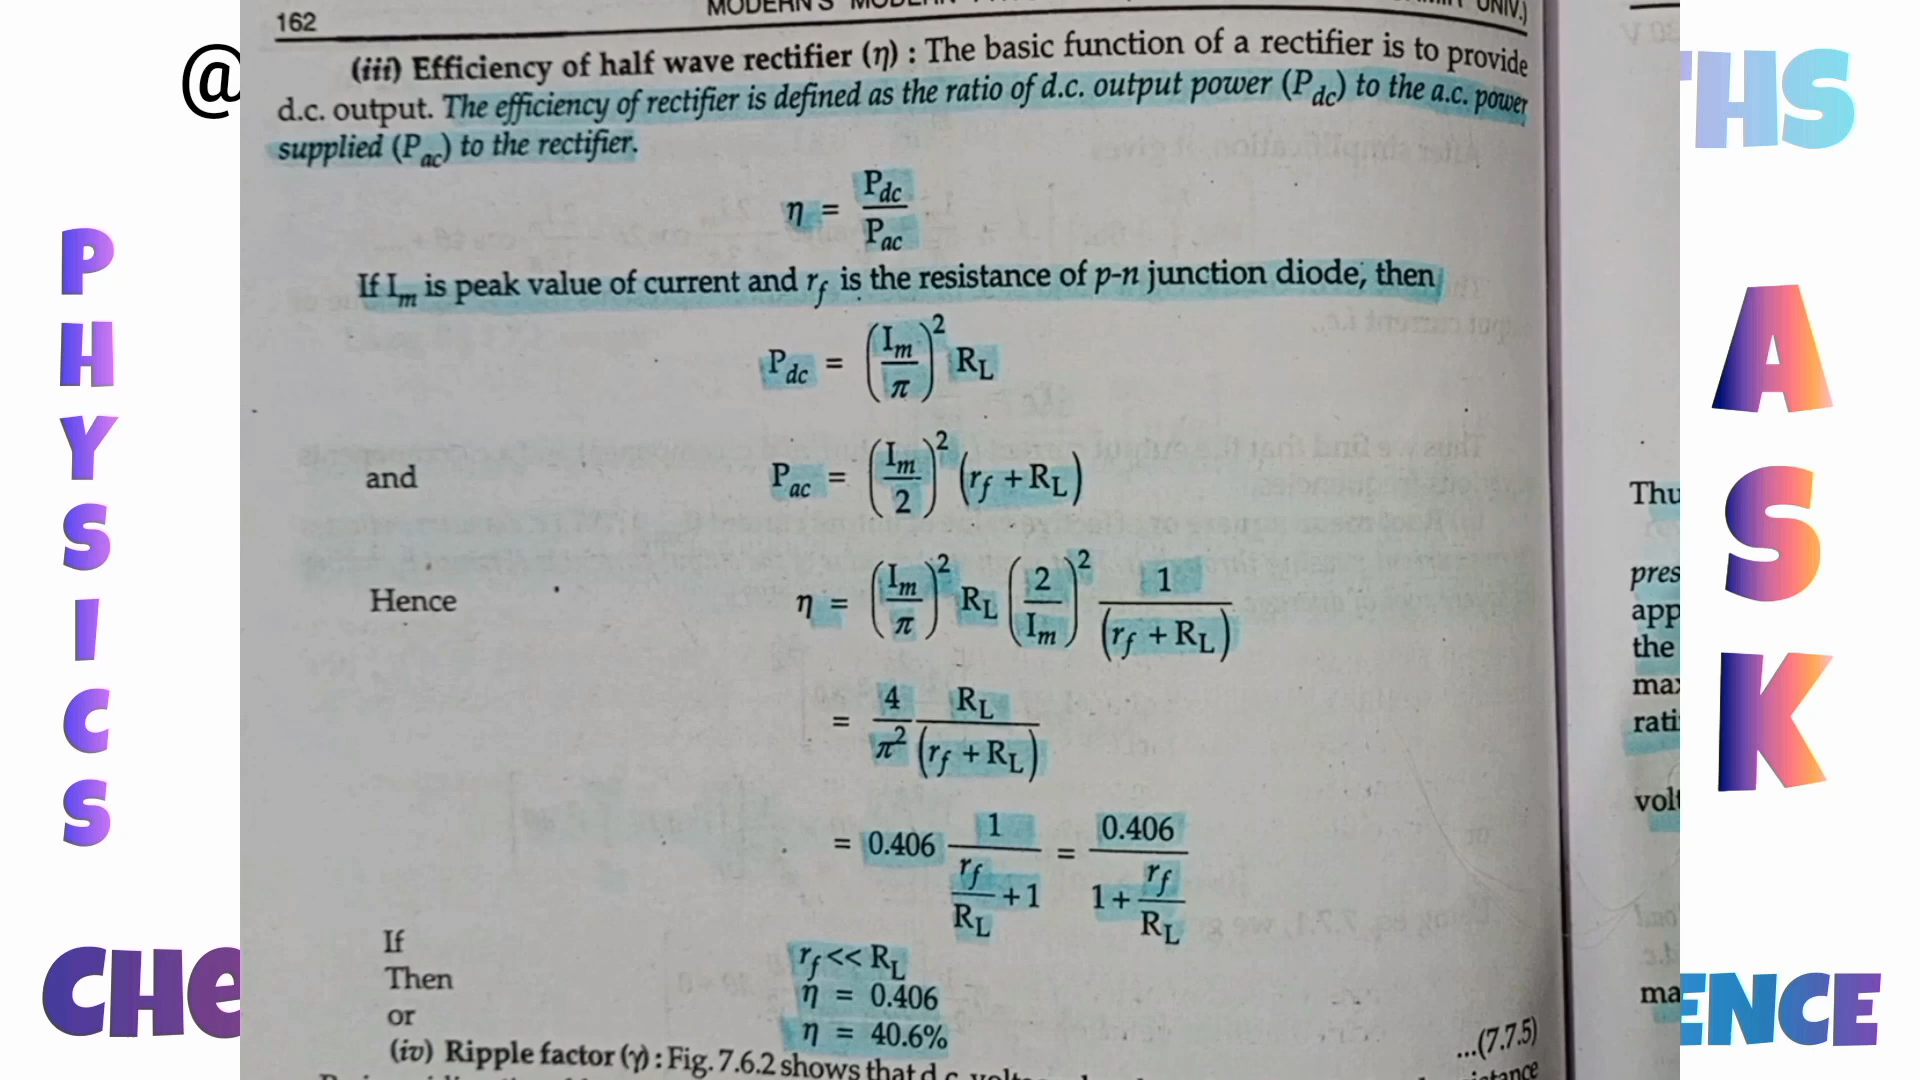 162
(iii) Efficiency of half wave rectifier (η) : The basic function of a rectifier is to provide
d.c. output. The efficiency of rectifier is defined as the ratio of d.c. output power (Pdc) to the a.c. power
supplied (Pac) to the rectifier.
η = Pdc / Pac
If Im is peak value of current and rf is the resistance of p-n junction diode, then
Pdc = (Im/π)² RL
and Pac = (Im/2)² (rf + RL)
Hence η = (Im/π)² RL (2/Im)² 1/(rf + RL)
= 4/π² RL/(rf + RL)
= 0.406 1/(rf/RL + 1) = 0.406/(1 + rf/RL)
If rf << RL
Then η = 0.406
or η = 40.6% ...(7.7.5)
(iv) Ripple factor (γ) : Fig. 7.6.2 shows that d.c.
Thu
pres
app
the
rati
volt
ma
@
PHYSICS
CHE
THS
ASK
ENCE